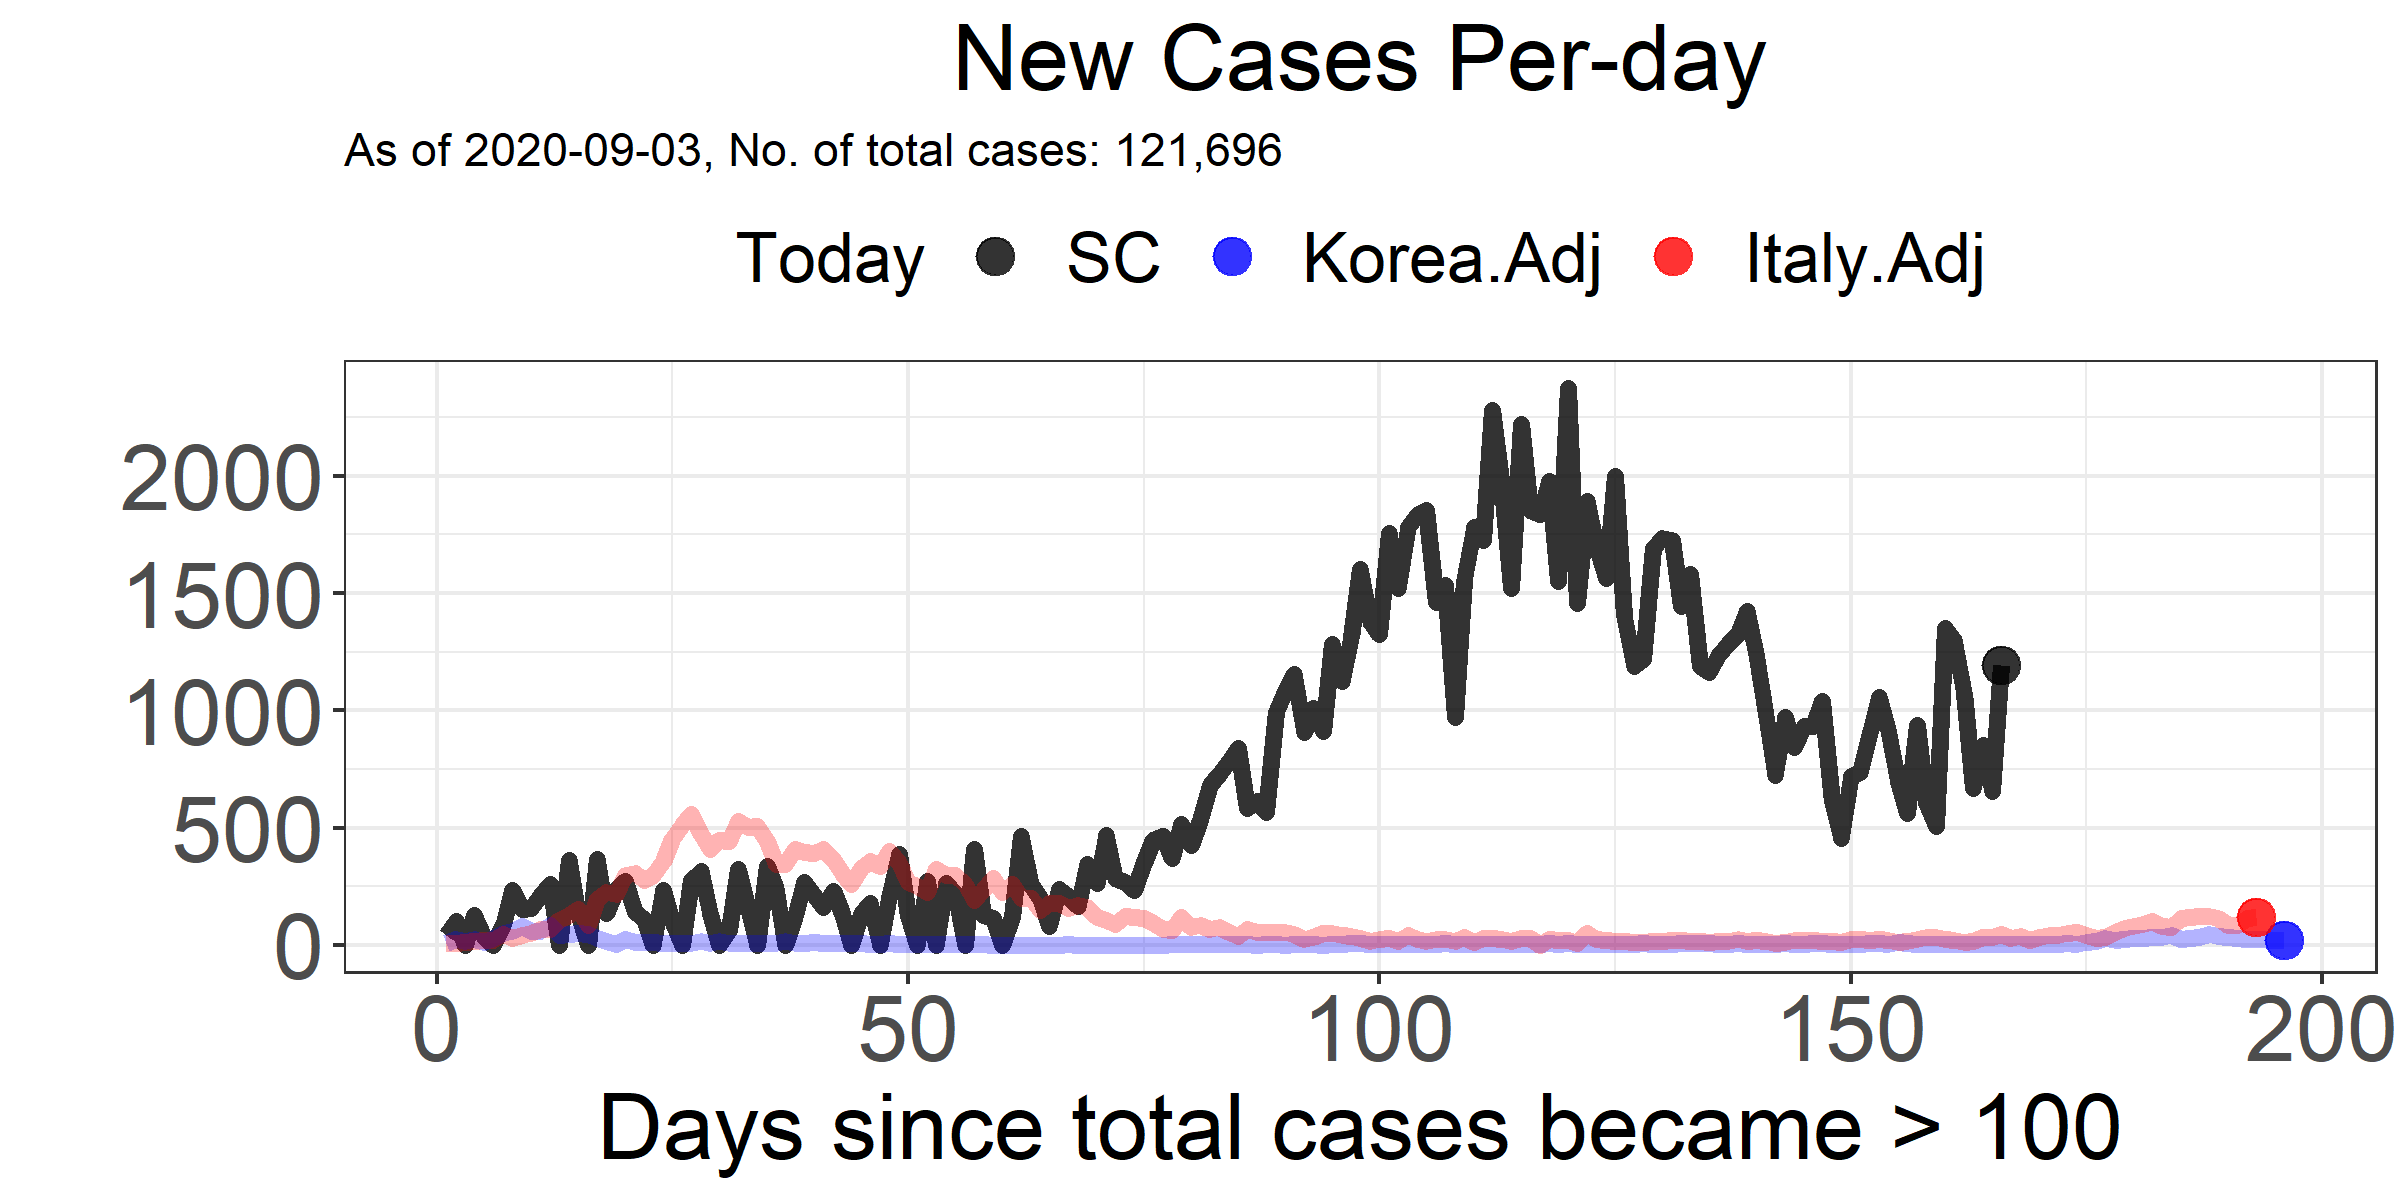 New Cases Per-day
As of 2020-09-03, No. of total cases: 121,696
Today SC Korea.Adj Italy.Adj
2000
1500
1000
500
0
0 50 100 150 200
Days since total cases became > 100